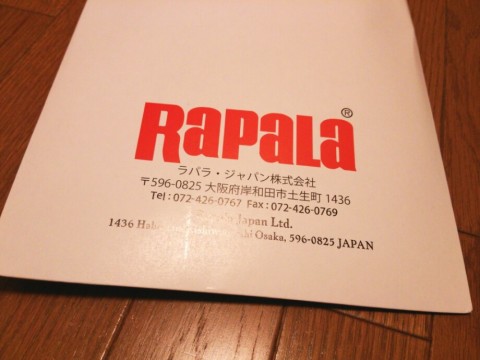 Rapala®
ラパラ・ジャパン株式会社
〒596-0825 大阪府岸和田市土生町 1436
Tel : 072-426-0767 Fax : 072-426-0769
Japan Ltd.
1436 Osaka, 596-0825 JAPAN